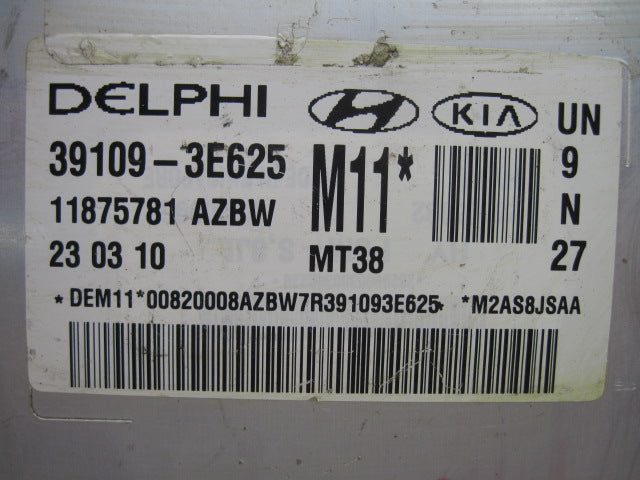 DELPHI H KIA UN
39109-3E625 M11* 9
11875781 AZBW N
23 03 10 MT38 27
*DEM11*00820008AZBW7R391093E625* *M2AS8JSAA